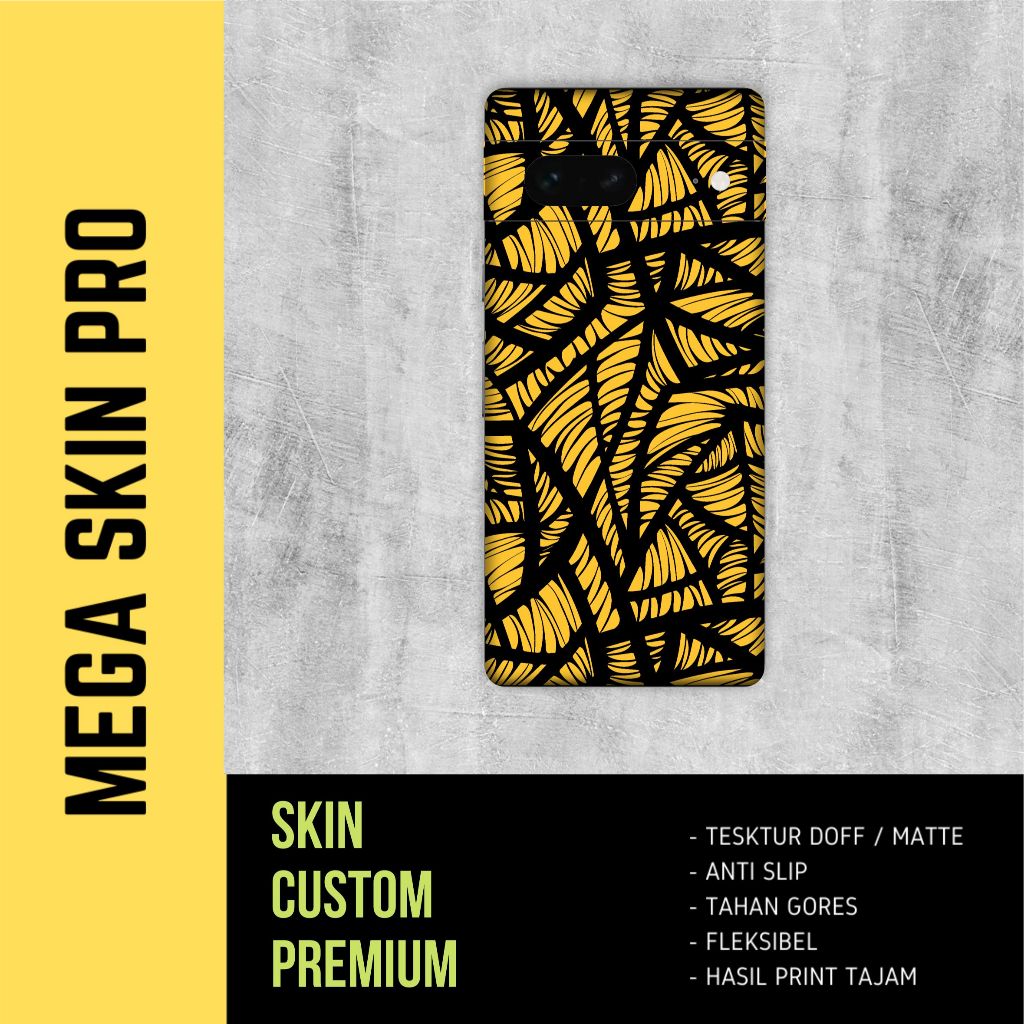 MEGA SKIN PRO
SKIN
CUSTOM
PREMIUM
- TESKTUR DOFF / MATTE
- ANTI SLIP
- TAHAN GORES
- FLEKSIBEL
- HASIL PRINT TAJAM